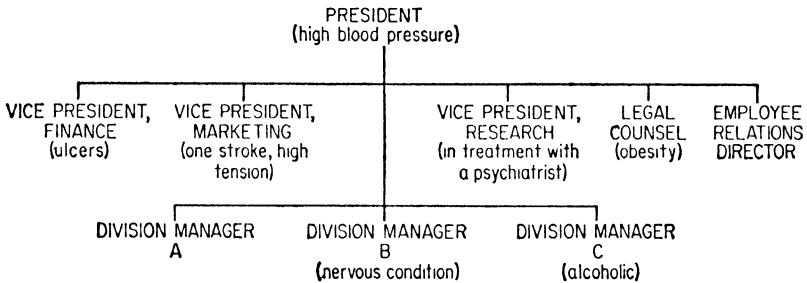 PRESIDENT
(high blood pressure)
VICE PRESIDENT,
FINANCE
(ulcers)
VICE PRESIDENT,
MARKETING
(one stroke, high
tension)
VICE PRESIDENT,
RESEARCH
(in treatment with
a psychiatrist)
LEGAL
COUNSEL
(obesity)
EMPLOYEE
RELATIONS
DIRECTOR
DIVISION MANAGER
A
DIVISION MANAGER
B
(nervous condition)
DIVISION MANAGER
C
(alcoholic)